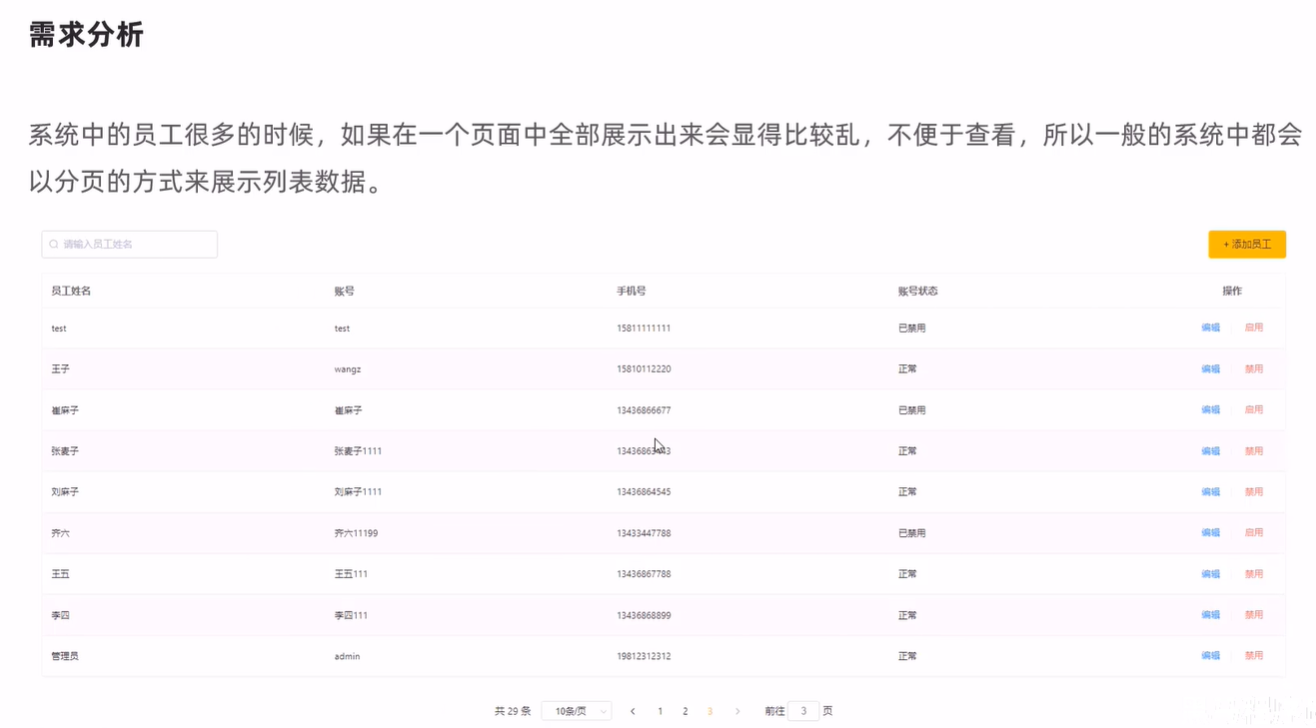 需求分析
系统中的员工很多的时候，如果在一个页面中全部展示出来会显得比较乱，不便于查看，所以一般的系统中都会
以分页的方式来展示列表数据。
请输入员工姓名 + 添加员工
员工姓名 账号 手机号 账号状态 操作
test test 15811111111 已禁用 编辑 启用
王子 wangz 15810112220 正常 编辑 禁用
崔麻子 崔麻子 13436866677 已禁用 编辑 启用
张麦子 张麦子1111 正常 编辑 禁用
刘麻子 刘麻子1111 13436864545 正常 编辑 禁用
齐六 齐六11199 13433447788 已禁用 编辑 启用
王五 王五111 13436867788 正常 编辑 禁用
李四 李四111 13436868899 正常 编辑 禁用
管理员 admin 19812312312 正常 编辑 禁用
共 29 条 10条/页 < 1 2 3 > 前往 3 页